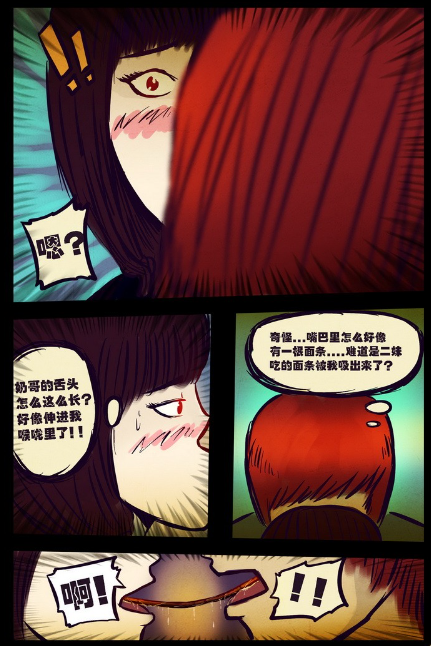 !!
嗯?
奶哥的舌头
怎么这么长?
好像伸进我
喉咙里了!!
奇怪...嘴巴里怎么好像
有一根面条....难道是二妹
吃的面条被我吸出来了?
啊!
!!